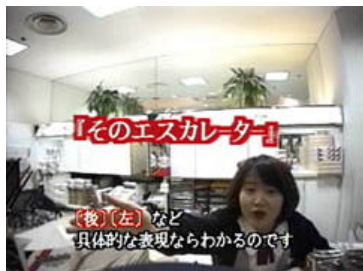 『そのエスカレーター』
〔後〕〔左〕など
具体的な表現ならわかるのです